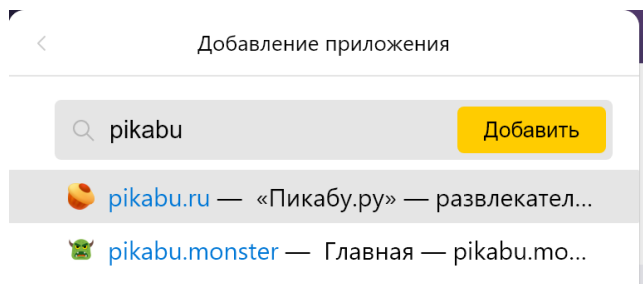 Добавление приложения
pikabu
Добавить
pikabu.ru — «Пикабу.ру» — развлекател...
pikabu.monster — Главная — pikabu.mo...